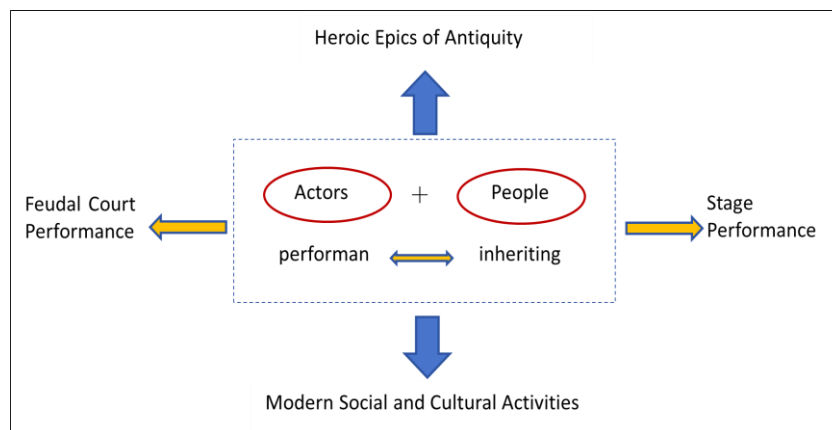 Heroic Epics of Antiquity
Actors + People
Feudal Court
Performance
Stage
Performance
performan inheriting
Modern Social and Cultural Activities